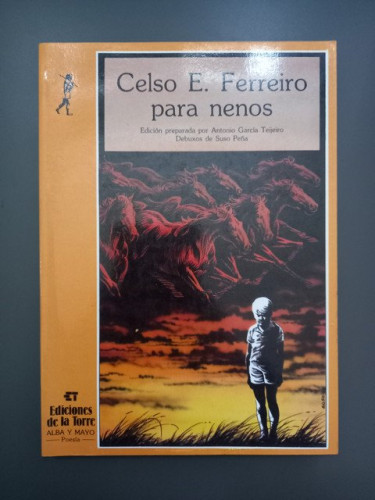 Celso E. Ferreiro
para nenos
Edición preparada por Antonio García Teijeiro
Debuxos de Suso Peña
ET
Ediciones
de la Torre
ALBA Y MAYO
Poesía